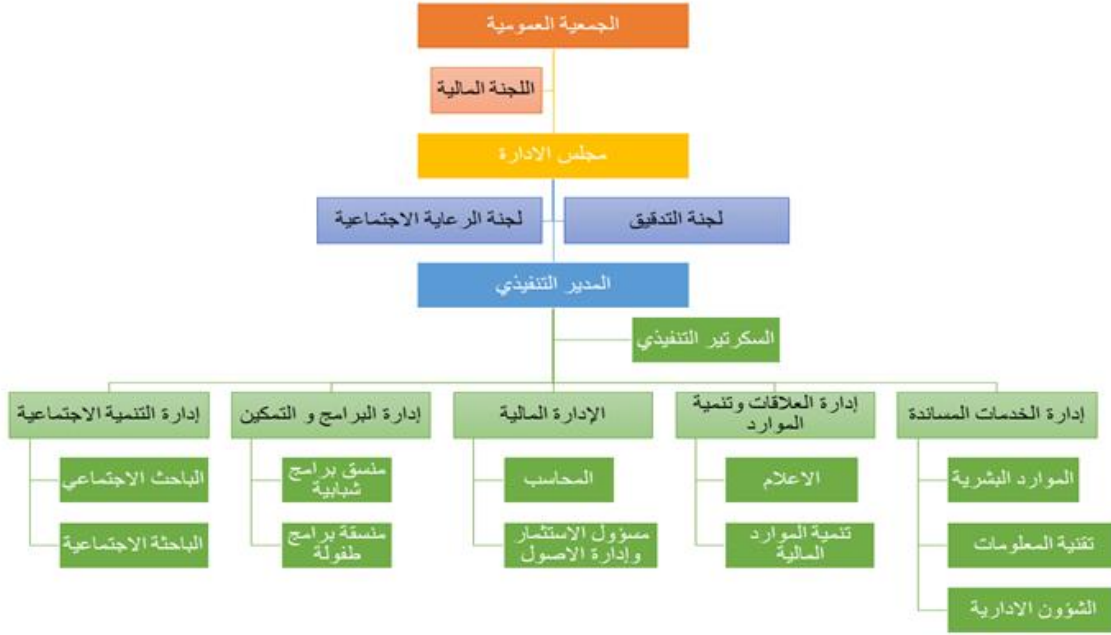 الجمعية العمومية
اللجنة المالية
مجلس الادارة
لجنة التدقيق
لجنة الرعاية الاجتماعية
المدير التنفيذي
السكرتير التنفيذي
إدارة الخدمات المساندة
الموارد البشرية
تقنية المعلومات
الشؤون الادارية
إدارة العلاقات وتنمية
الموارد
الاعلام
تنمية الموارد
المالية
الإدارة المالية
المحاسب
مسؤول الاستثمار
وإدارة الاصول
إدارة البرامج و التمكين
منسق برامج
شبابية
منسقة برامج
طفولة
إدارة التنمية الاجتماعية
الباحث الاجتماعي
الباحثة الاجتماعية